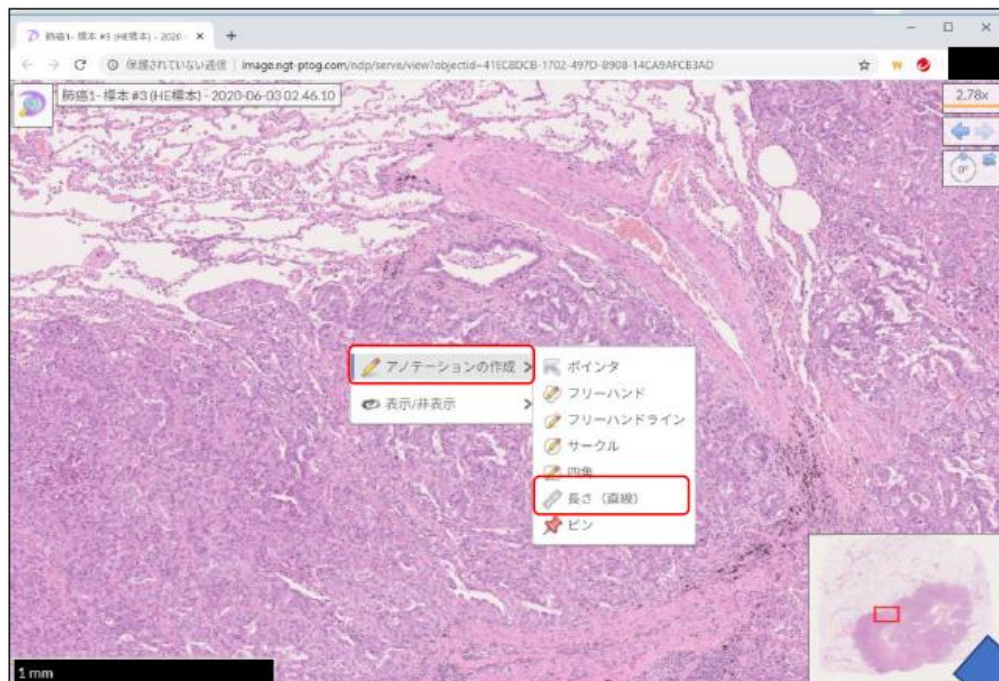 肺癌1- 標本 #3 (HE標本) - 2020 -
保護されていない通信 | image.ngt-ptog.com/ndp/serve/view?objectid=41EC8DCB-1702-497D-8908-14CA9AFCB3AD
肺癌1- 標本 #3 (HE標本) - 2020-06-03 02.46.10
2.78x
0°
アノテーションの作成
表示/非表示
ポインタ
フリーハンド
フリーハンドライン
サークル
四角
長さ（直線）
ピン
1 mm